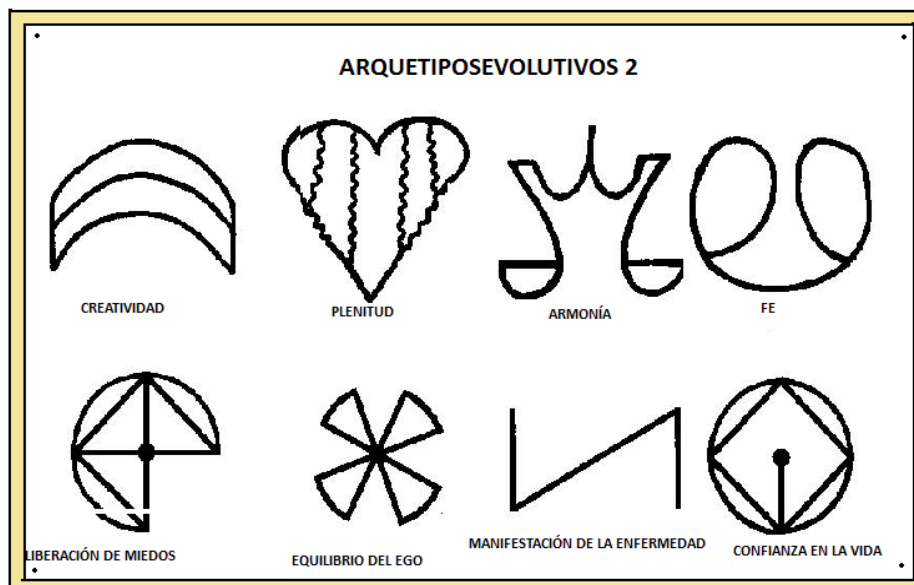 ARQUETIPOSEVOLUTIVOS 2
CREATIVIDAD
PLENITUD
ARMONÍA
FE
LIBERACIÓN DE MIEDOS
EQUILIBRIO DEL EGO
MANIFESTACIÓN DE LA ENFERMEDAD
CONFIANZA EN LA VIDA